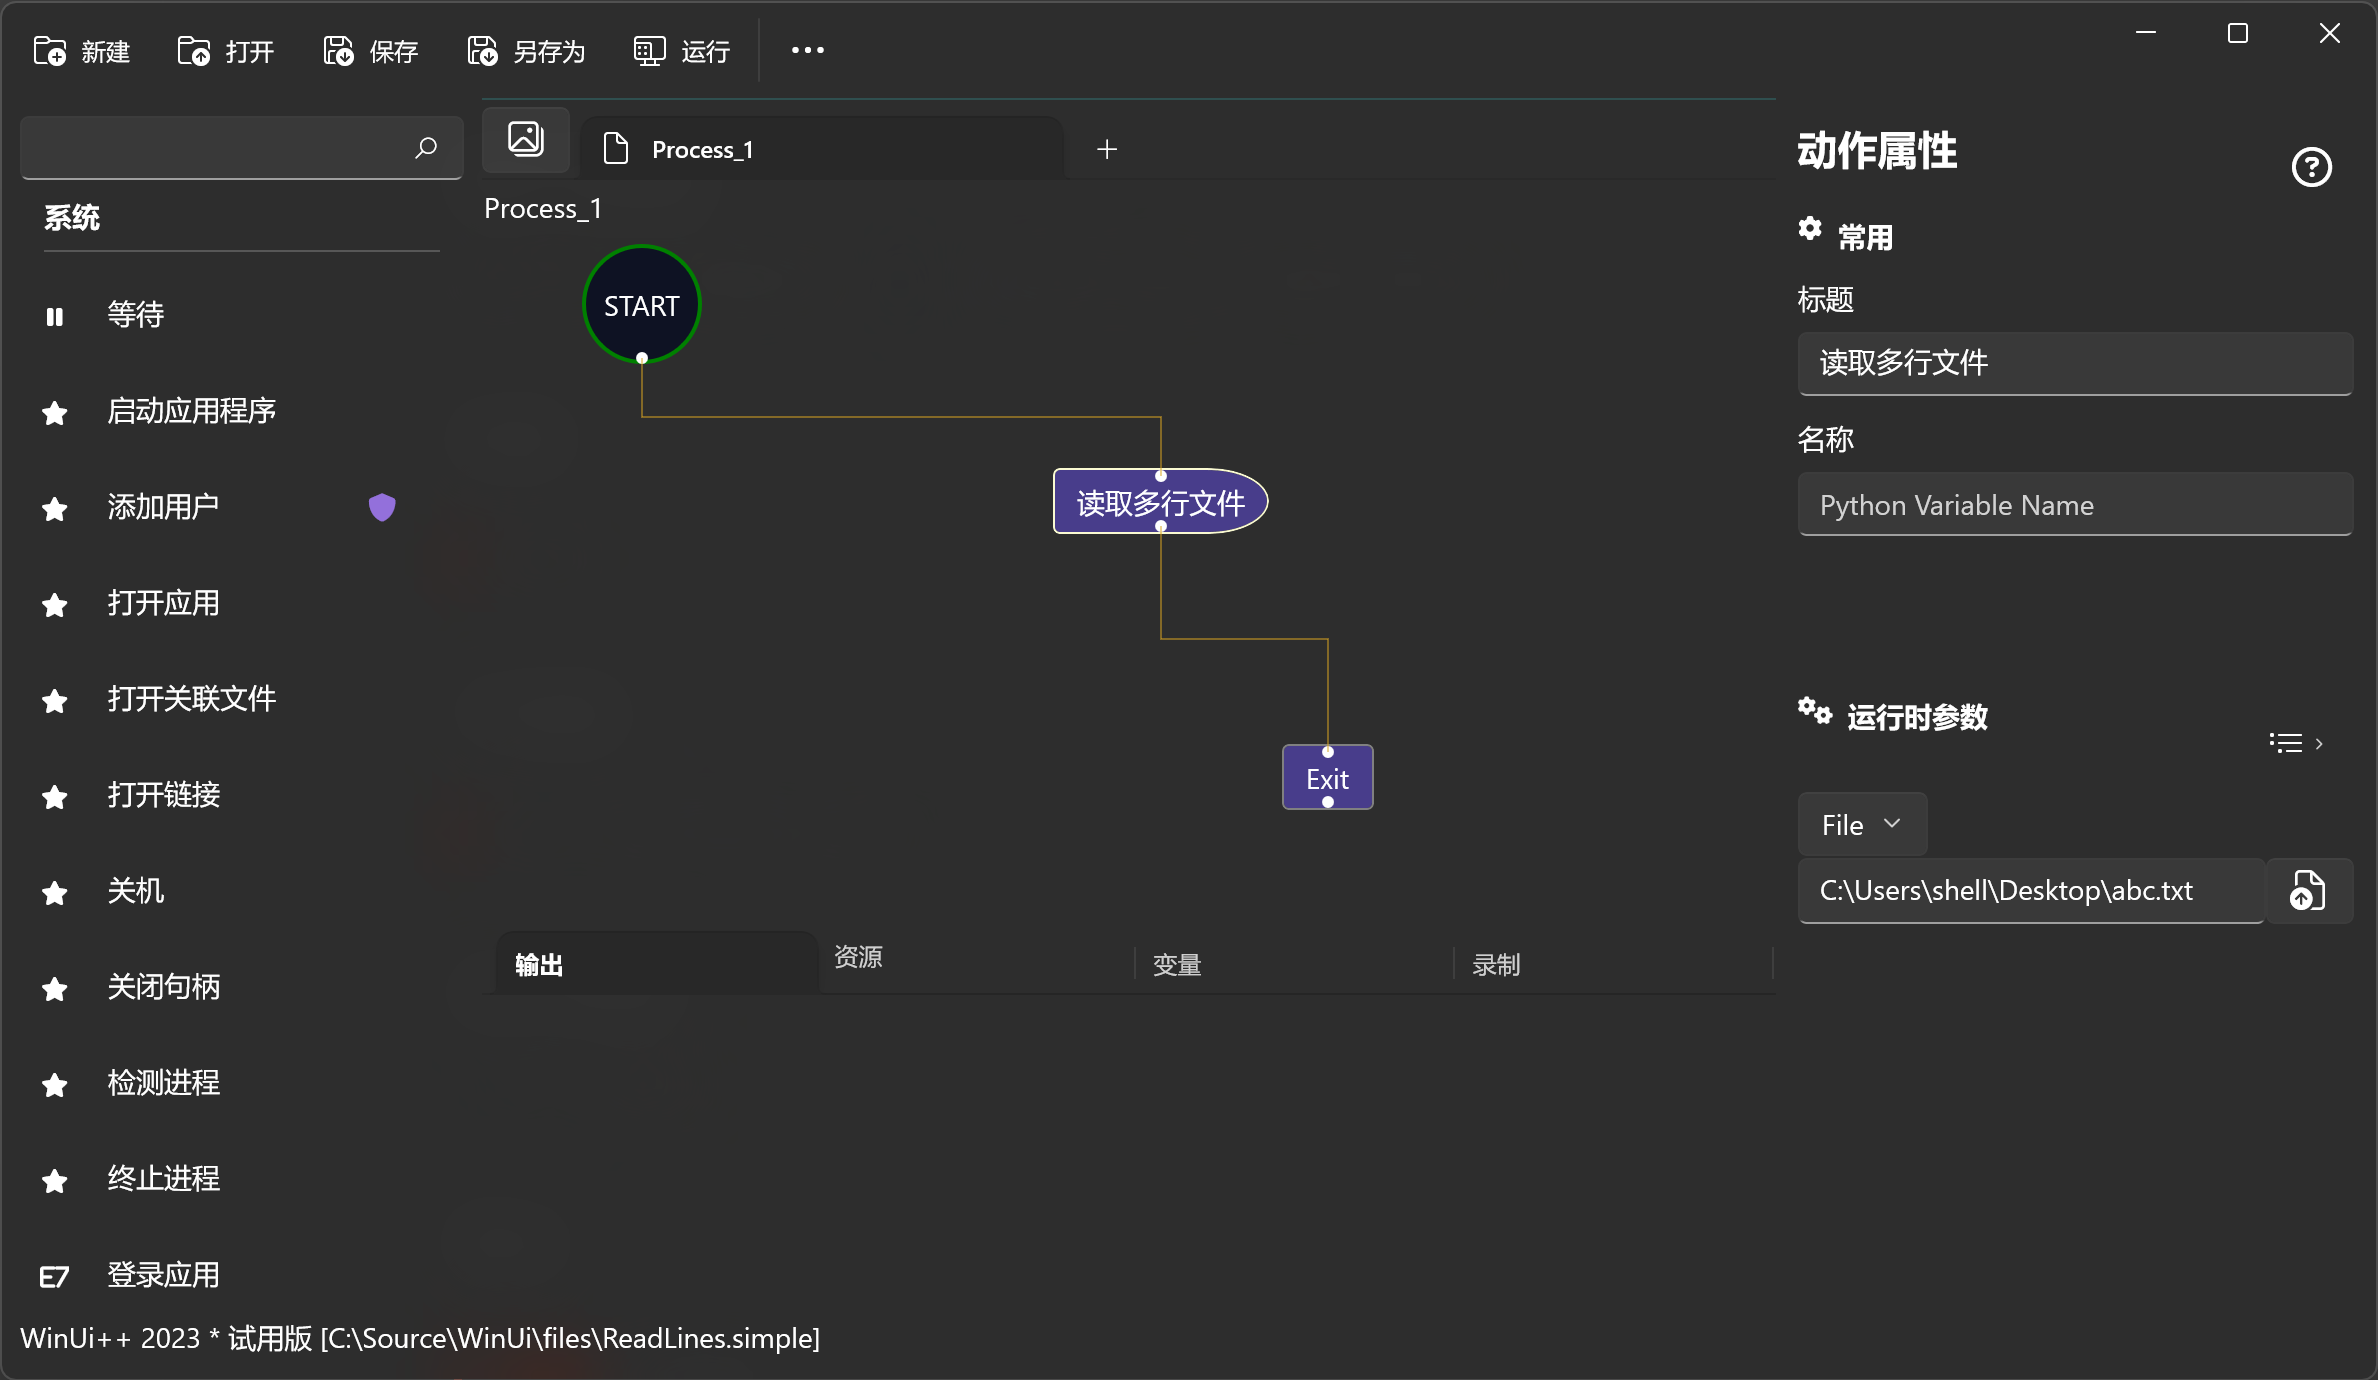 新建 打开 保存 另存为 运行
Process_1
Process_1
系统
等待
启动应用程序
添加用户
打开应用
打开关联文件
打开链接
关机
关闭句柄
检测进程
终止进程
登录应用
START
读取多行文件
Exit
输出 资源 变量 录制
动作属性
常用
标题
读取多行文件
名称
Python Variable Name
运行时参数
File
C:\Users\shell\Desktop\abc.txt
WinUi++ 2023 * 试用版 [C:\Source\WinUi\files\ReadLines.simple]